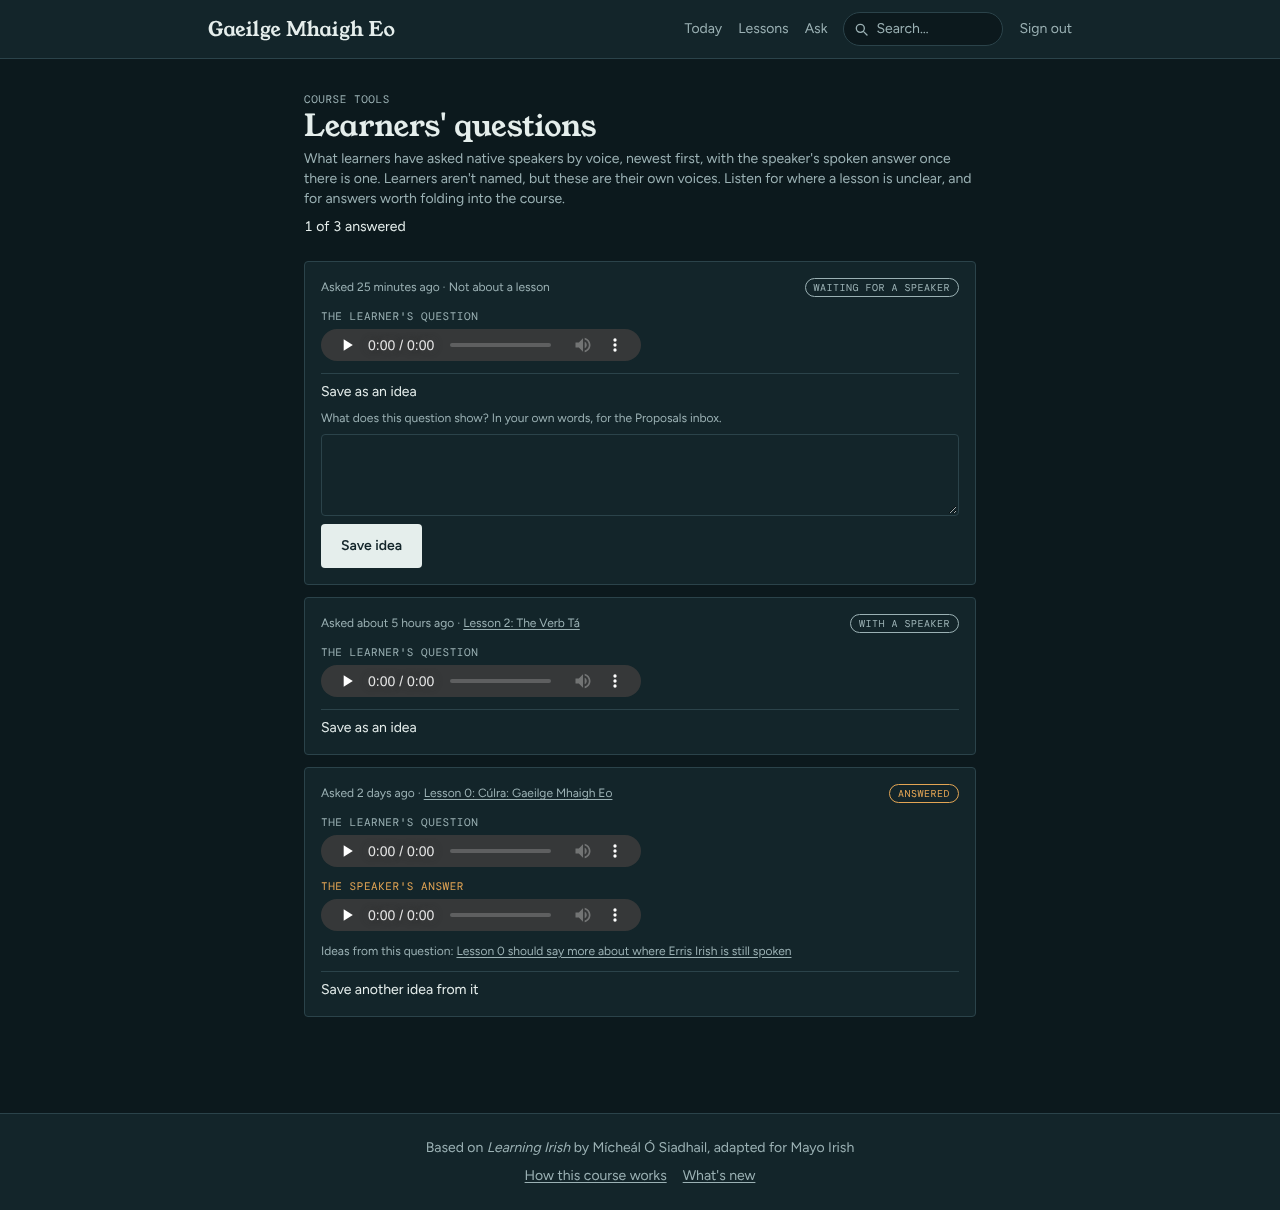 Gaeilge Mhaigh Eo
Today
Lessons
Ask
Search...
Sign out
COURSE TOOLS
Learners' questions
What learners have asked native speakers by voice, newest first, with the speaker's spoken answer once
there is one. Learners aren't named, but these are their own voices. Listen for where a lesson is unclear, and
for answers worth folding into the course.
1 of 3 answered
Asked 25 minutes ago · Not about a lesson
WAITING FOR A SPEAKER
THE LEARNER'S QUESTION
0:00 / 0:00
Save as an idea
What does this question show? In your own words, for the Proposals inbox.
Save idea
Asked about 5 hours ago · Lesson 2: The Verb Tá
WITH A SPEAKER
THE LEARNER'S QUESTION
0:00 / 0:00
Save as an idea
Asked 2 days ago · Lesson 0: Cúlra: Gaeilge Mhaigh Eo
ANSWERED
THE LEARNER'S QUESTION
0:00 / 0:00
THE SPEAKER'S ANSWER
0:00 / 0:00
Ideas from this question: Lesson 0 should say more about where Erris Irish is still spoken
Save another idea from it
Based on Learning Irish by Mícheál Ó Siadhail, adapted for Mayo Irish
How this course works
What's new